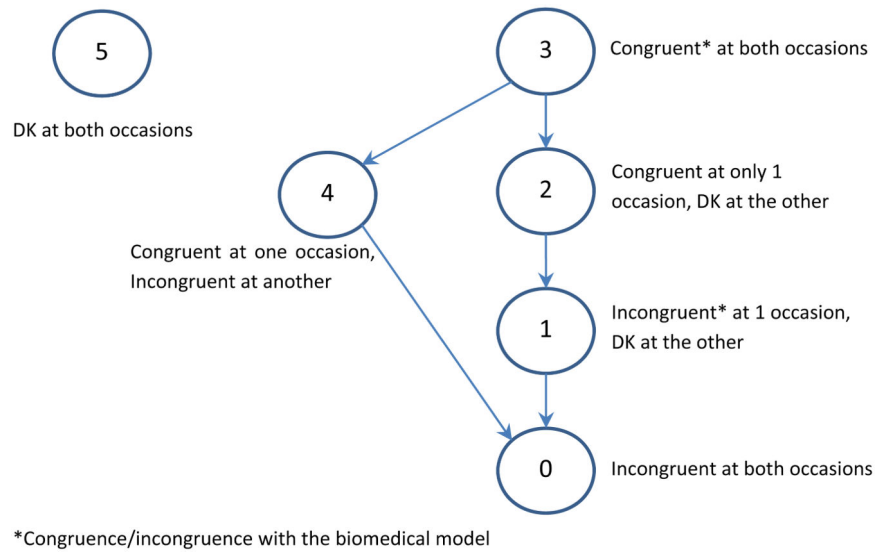 5
3
Congruent* at both occasions
DK at both occasions
4
2
Congruent at only 1
occasion, DK at the other
Congruent at one occasion,
Incongruent at another
1
Incongruent* at 1 occasion,
DK at the other
0
Incongruent at both occasions
*Congruence/incongruence with the biomedical model